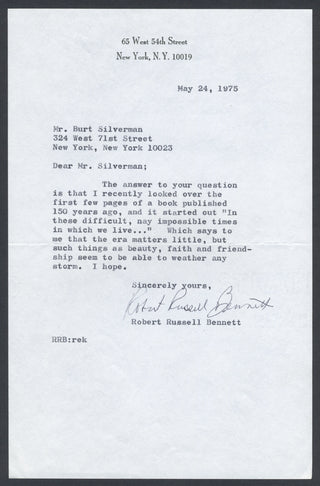 65 West 54th Street
New York, N.Y. 10019
May 24, 1975
Mr. Burt Silverman
324 West 71st Street
New York, New York 10023
Dear Mr. Silverman;
The answer to your question
is that I recently looked over the
first few pages of a book published
150 years ago, and it started out "In
these difficult, nay impossible times
in which we live..." Which says to
me that the era matters little, but
such things as beauty, faith and friend-
ship seem to be able to weather any
storm. I hope.
Sincerely yours,
Robert Russell Bennett
Robert Russell Bennett
RRB:rek